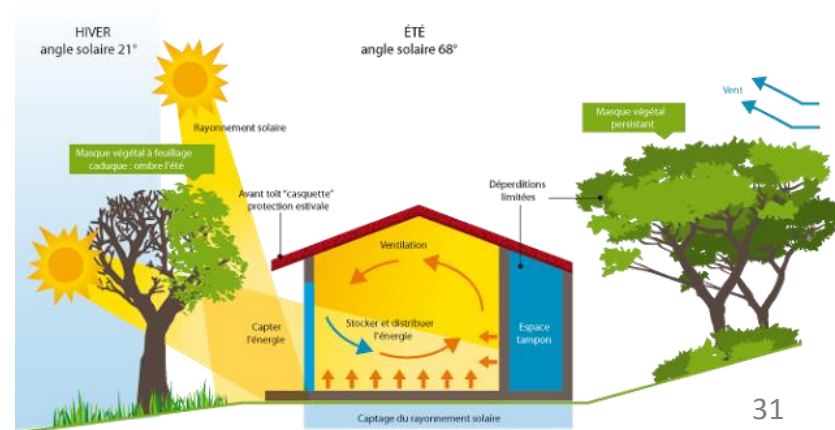 HIVER
angle solaire 21°
ÉTÉ
angle solaire 68°
Vent
Masque végétal
persistant
Rayonnement solaire
Masque végétal à feuillage
caduque : ombre l'été
Avant toît "casquette"
protection estivale
Déperditions
limitées
Ventilation
Capter
l'énergie
Stocker et distribuer
l'énergie
Espace
tampon
Captage du rayonnement solaire
31